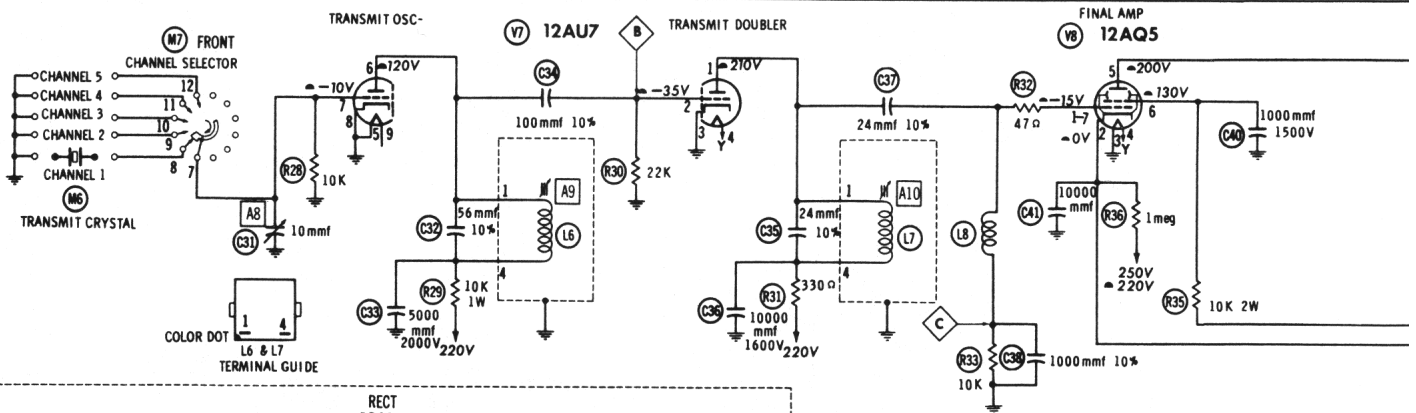 TRANSMIT OSC-
V7 12AU7
B
TRANSMIT DOUBLER
FINAL AMP
V8 12AQ5
M7 FRONT
CHANNEL SELECTOR
CHANNEL 5
CHANNEL 4
CHANNEL 3
CHANNEL 2
CHANNEL 1
12
11
10
9
8
7
M6
TRANSMIT CRYSTAL
A8
C31
10mmf
-10V
R28
10K
6
120V
7
8
5
9
C34
100mmf 10%
-35V
R30
22K
C32
56mmf
10%
1
4
A9
L6
R29
10K
1W
C33
5000
mmf
2000V
220V
1
210V
2
3
4
Y
C37
24mmf 10%
C35
24mmf
10%
1
4
A10
L7
R31
330Ω
C36
10000
mmf
1600V
220V
R32
47Ω
-15V
1-7
0V
5
200V
130V
6
2
3
4
Y
1000mmf
1500V
C40
C41
10000
mmf
R36
1meg
250V
220V
R35
10K 2W
L8
C
R33
10K
C38
1000mmf 10%
1 4
COLOR DOT
L6 & L7
TERMINAL GUIDE
RECT